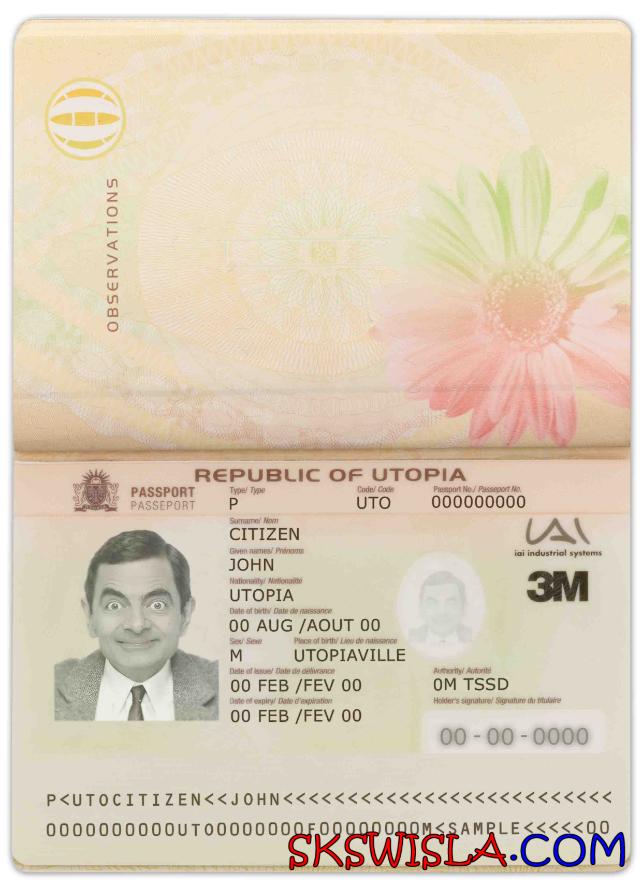 OBSERVATIONS
REPUBLIC OF UTOPIA
PASSPORT
PASSEPORT
Type/ Type
Code/ Code
Passport No./ Passeport No.
P
UTO
000000000
Surname/ Nom
CITIZEN
Given names/ Prénoms
JOHN
Nationality/ Nationalité
UTOPIA
Date of birth/ Date de naissance
00 AUG /AOUT 00
Sex/ Sexe
Place of birth/ Lieu de naissance
M
UTOPIAVILLE
Date of issue/ Date de délivrance
Authority/ Autorité
00 FEB /FEV 00
0M TSSD
Date of expiry/ Date d'expiration
Holder's signature/ Signature du titulaire
00 FEB /FEV 00
00 - 00 - 0000
IAI
iai industrial systems
3M
P<UTOCITIZEN<<JOHN<<<<<<<<<<<<<<<<<<<<<<<<<<
0000000000UTO0000000F00000000M<SAMPLE<<<<<00
SKSWISLA.COM